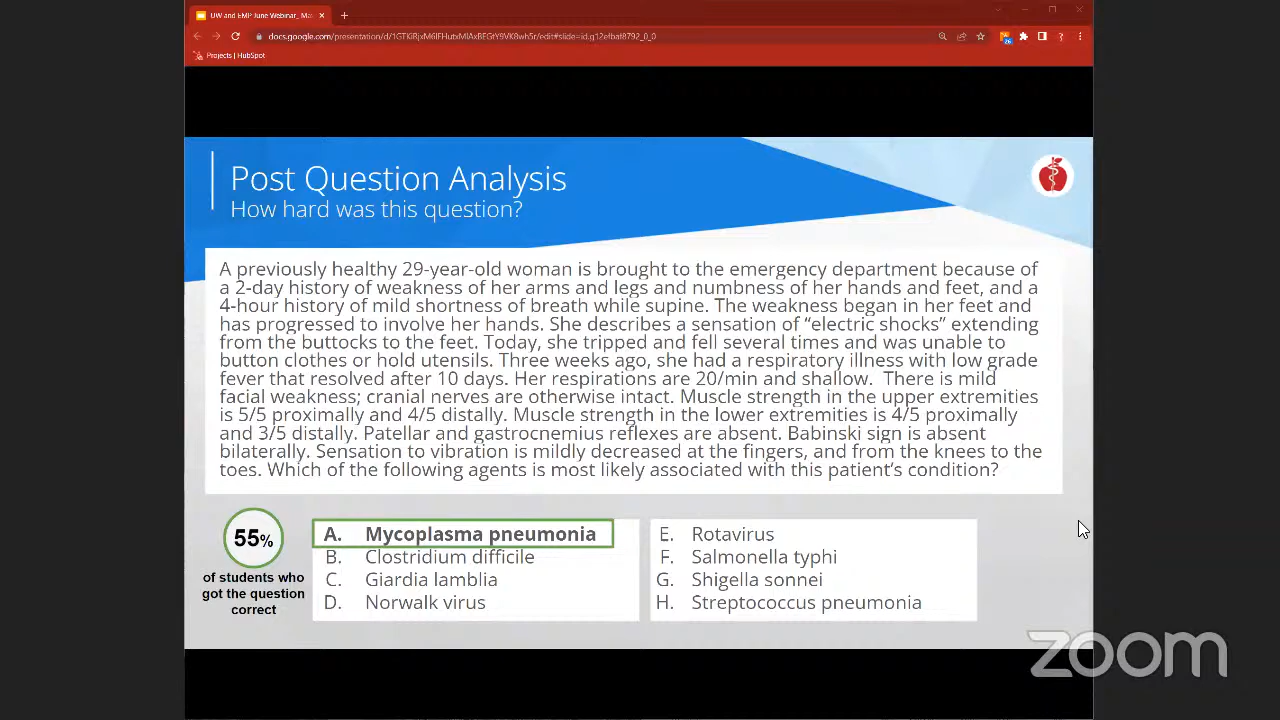 UW and EMP June Webinar_ Ma
Projects | HubSpot
Post Question Analysis
How hard was this question?
A previously healthy 29-year-old woman is brought to the emergency department because of
a 2-day history of weakness of her arms and legs and numbness of her hands and feet, and a
4-hour history of mild shortness of breath while supine. The weakness began in her feet and
has progressed to involve her hands. She describes a sensation of “electric shocks” extending
from the buttocks to the feet. Today, she tripped and fell several times and was unable to
button clothes or hold utensils. Three weeks ago, she had a respiratory illness with low grade
fever that resolved after 10 days. Her respirations are 20/min and shallow. There is mild
facial weakness; cranial nerves are otherwise intact. Muscle strength in the upper extremities
is 5/5 proximally and 4/5 distally. Muscle strength in the lower extremities is 4/5 proximally
and 3/5 distally. Patellar and gastrocnemius reflexes are absent. Babinski sign is absent
bilaterally. Sensation to vibration is mildly decreased at the fingers, and from the knees to the
toes. Which of the following agents is most likely associated with this patient’s condition?
55%
of students who
got the question
correct
A. Mycoplasma pneumonia
B. Clostridium difficile
C. Giardia lamblia
D. Norwalk virus
E. Rotavirus
F. Salmonella typhi
G. Shigella sonnei
H. Streptococcus pneumonia
zoom